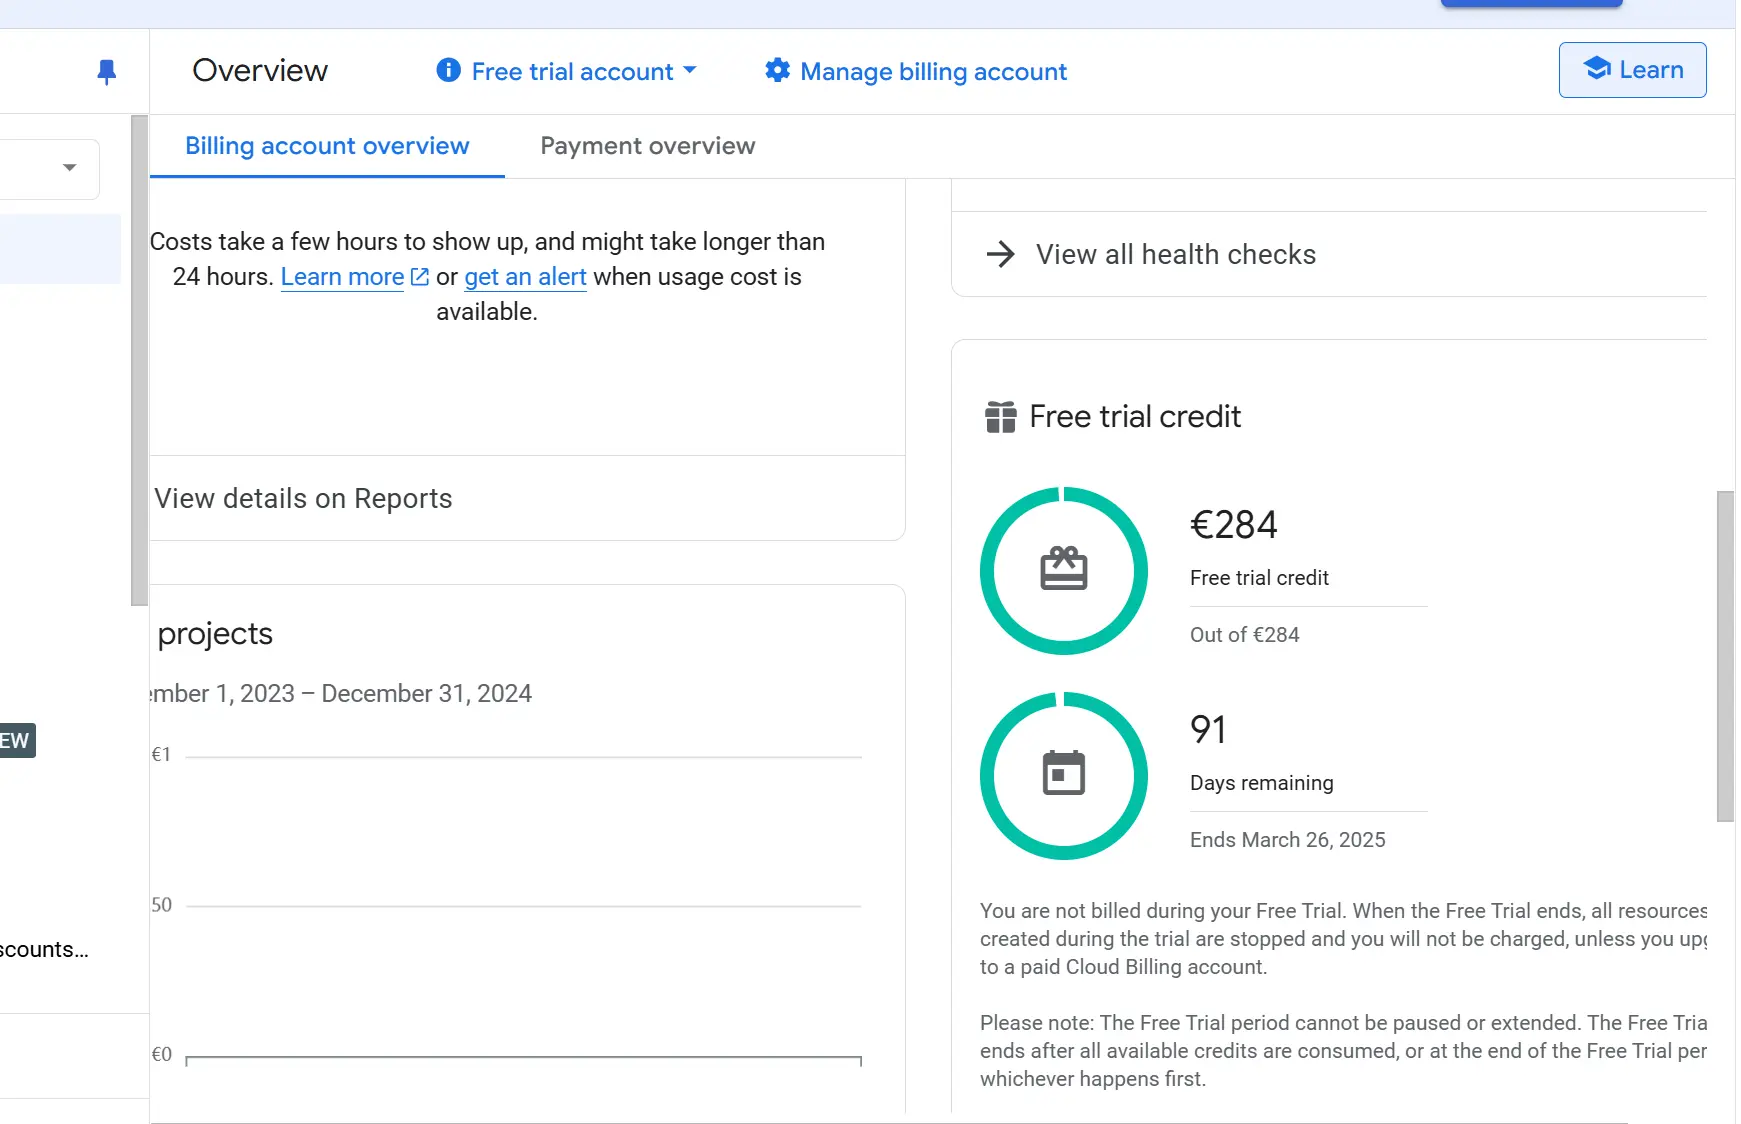 Overview
Free trial account
Manage billing account
Learn
Billing account overview
Payment overview
Costs take a few hours to show up, and might take longer than
24 hours. Learn more or get an alert when usage cost is
available.
View details on Reports
projects
ember 1, 2023 – December 31, 2024
€1
50
€0
EW
scounts...
View all health checks
Free trial credit
€284
Free trial credit
Out of €284
91
Days remaining
Ends March 26, 2025
You are not billed during your Free Trial. When the Free Trial ends, all resources
created during the trial are stopped and you will not be charged, unless you upg
to a paid Cloud Billing account.
Please note: The Free Trial period cannot be paused or extended. The Free Tria
ends after all available credits are consumed, or at the end of the Free Trial per
whichever happens first.